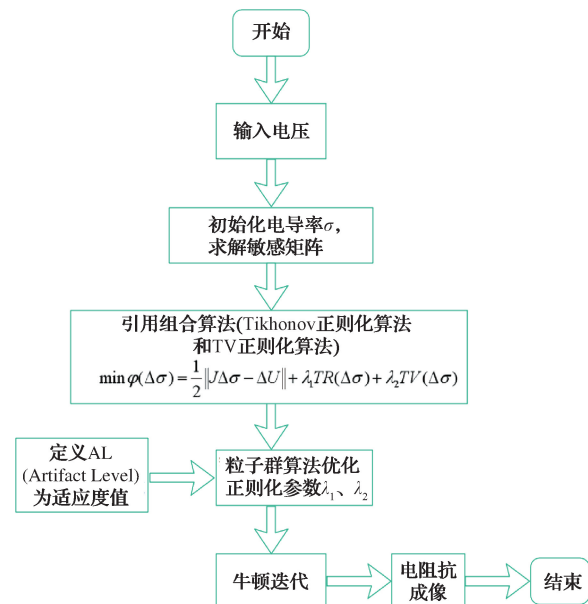 开始
输入电压
初始化电导率σ,
求解敏感矩阵
引用组合算法(Tikhonov正则化算法
和TV正则化算法)
min φ(Δσ) = 1/2 ||JΔσ − ΔU|| + λ₁TR(Δσ) + λ₂TV(Δσ)
定义AL
(Artifact Level)
为适应度值
粒子群算法优化
正则化参数λ₁、λ₂
牛顿迭代
电阻抗
成像
结束